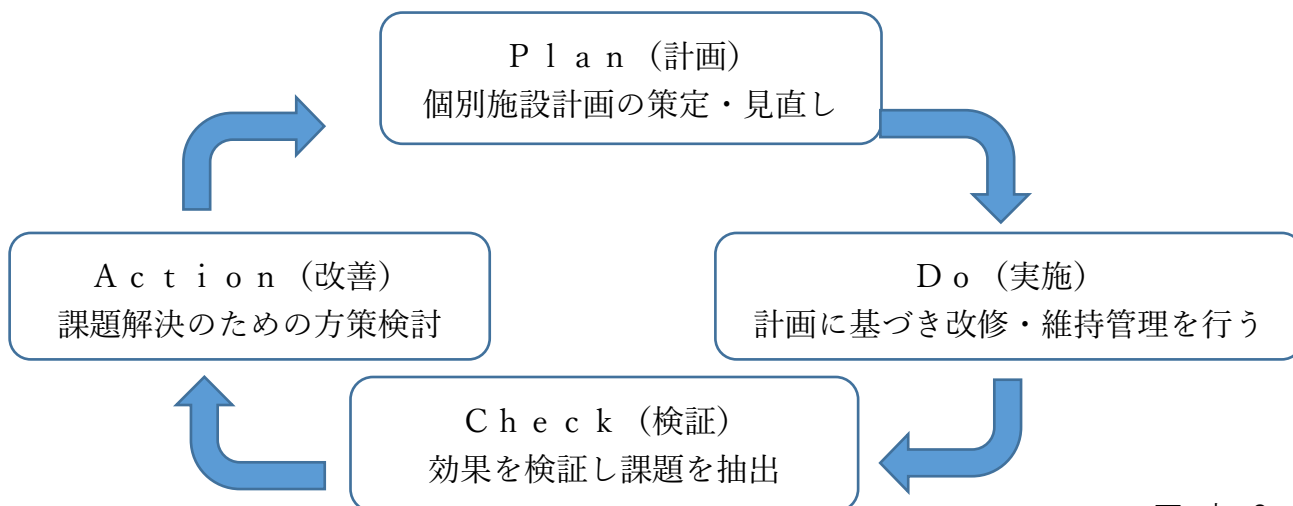 Ｐｌａｎ（計画）
個別施設計画の策定・見直し
Ｄｏ（実施）
計画に基づき改修・維持管理を行う
Ｃｈｅｃｋ（検証）
効果を検証し課題を抽出
Ａｃｔｉｏｎ（改善）
課題解決のための方策検討